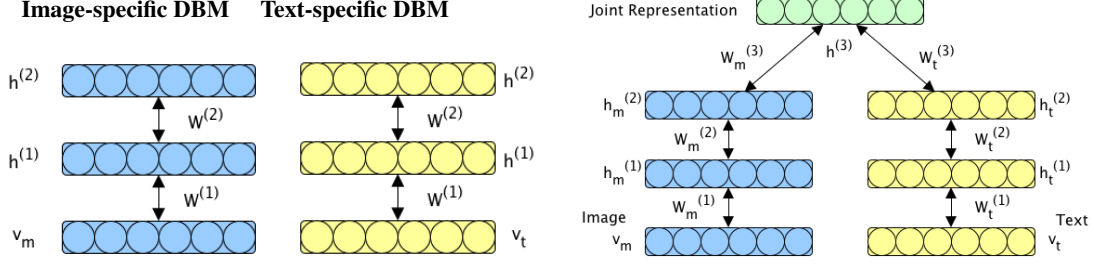 Image-specific DBM
Text-specific DBM
h(2)
h(2)
W(2)
W(2)
h(1)
h(1)
W(1)
W(1)
vm
vt
Joint Representation
Wm(3)
h(3)
Wt(3)
hm(2)
ht(2)
Wm(2)
Wt(2)
hm(1)
ht(1)
Wm(1)
Wt(1)
Image
Text
vm
vt